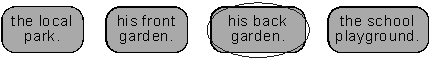 the local
park.
his front
garden.
his back
garden.
the school
playground.